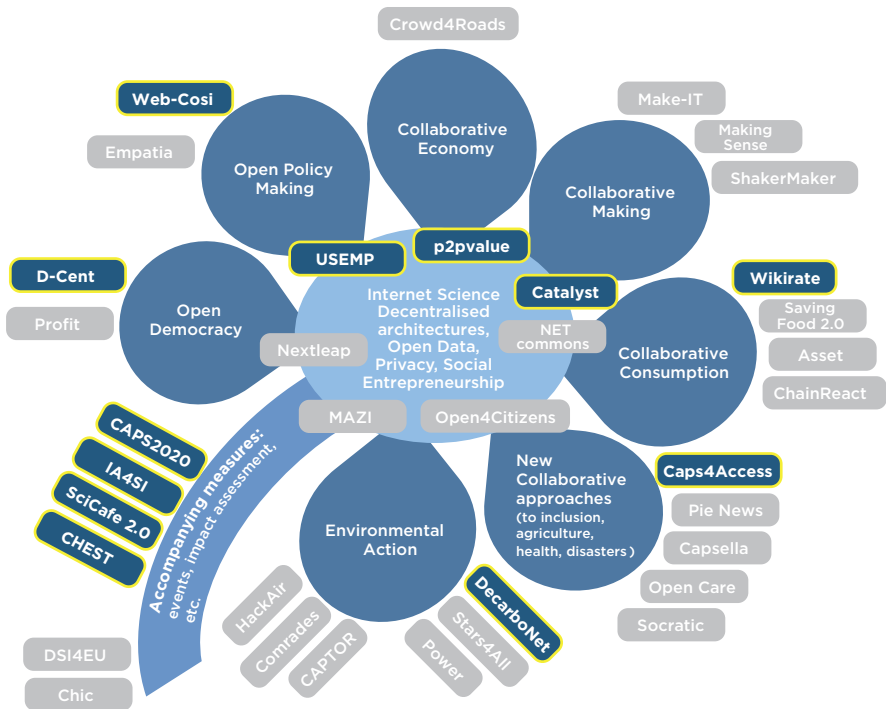 Crowd4Roads
Collaborative
Economy
Web-Cosi
Empatia
Open Policy
Making
Make-IT
Making
Sense
ShakerMaker
Collaborative
Making
D-Cent
Profit
Open
Democracy
USEMP
p2pvalue
Catalyst
NET
commons
Nextleap
MAZI
Open4Citizens
Internet Science
Decentralised
architectures,
Open Data,
Privacy, Social
Entrepreneurship
Wikirate
Saving
Food 2.0
Asset
ChainReact
Collaborative
Consumption
New
Collaborative
approaches
(to inclusion,
agriculture,
health, disasters)
Caps4Access
Pie News
Capsella
Open Care
Socratic
Environmental
Action
HackAir
Comrades
CAPTOR
Power
Stars4All
DecarboNet
CAPS2020
IA4SI
SciCafe 2.0
CHEST
Accompanying measures:
events, impact assessment,
etc.
DSI4EU
Chic